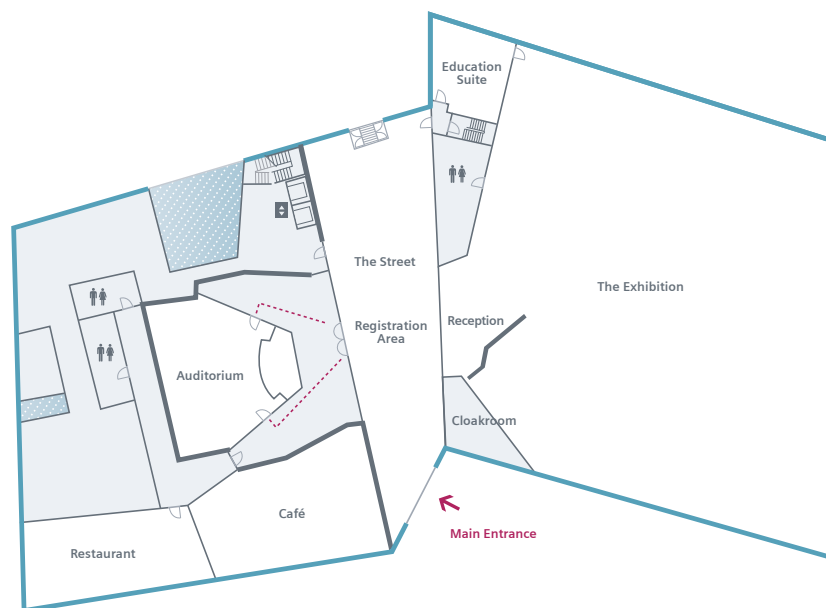 Education
Suite
The Street
The Exhibition
Registration
Area
Reception
Auditorium
Cloakroom
Café
Main Entrance
Restaurant